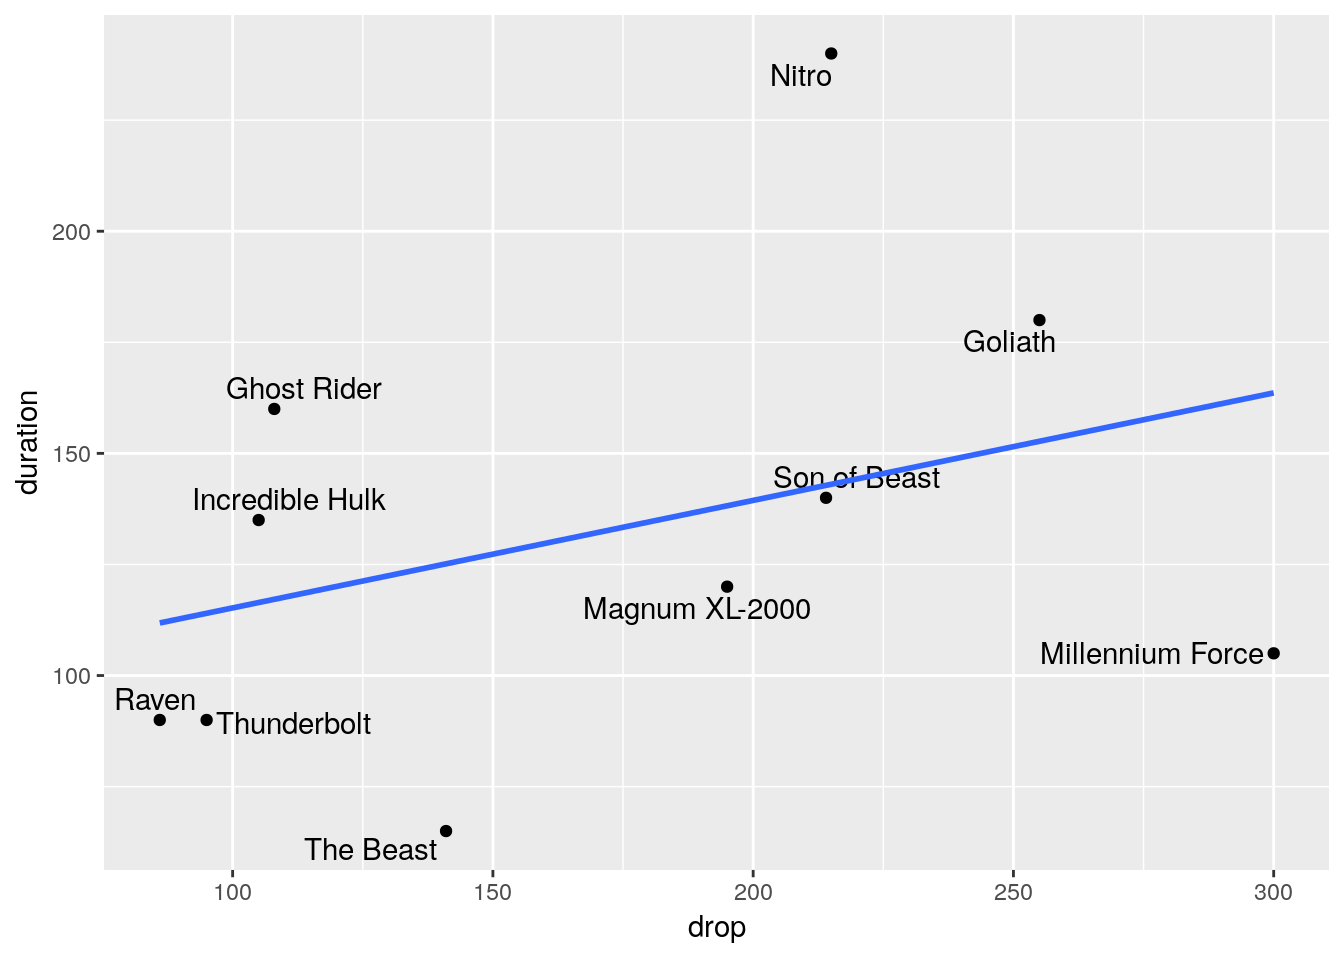 Nitro
200
Goliath
Ghost Rider
150
Son of Beast
Incredible Hulk
Magnum XL-2000
Millennium Force
100
Raven
Thunderbolt
The Beast
100 150 200 250 300
drop
duration